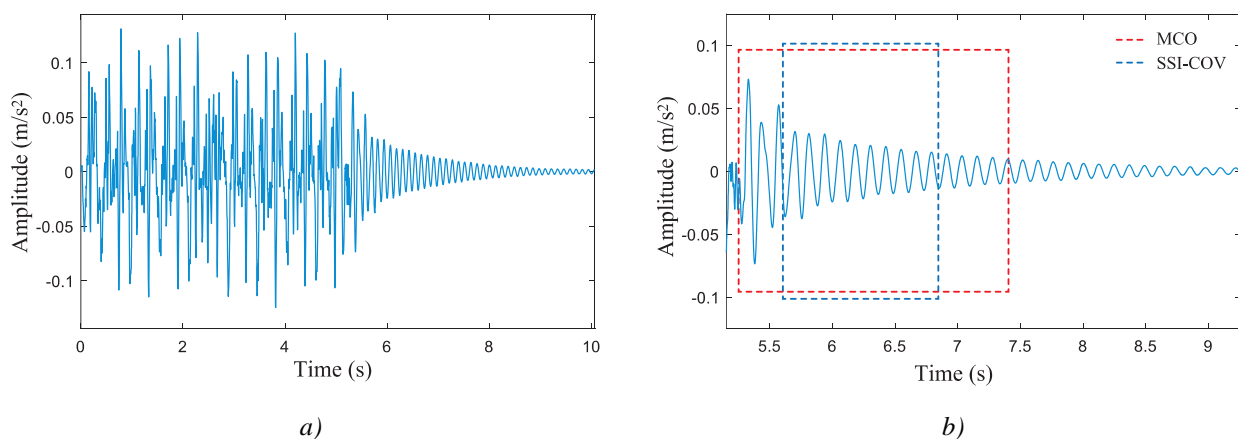 0.1
0.05
0
-0.05
-0.1
Amplitude (m/s²)
0 2 4 6 8 10
Time (s)
a)
0.1
0.05
0
-0.05
-0.1
Amplitude (m/s²)
MCO
SSI-COV
5.5 6 6.5 7 7.5 8 8.5 9
Time (s)
b)